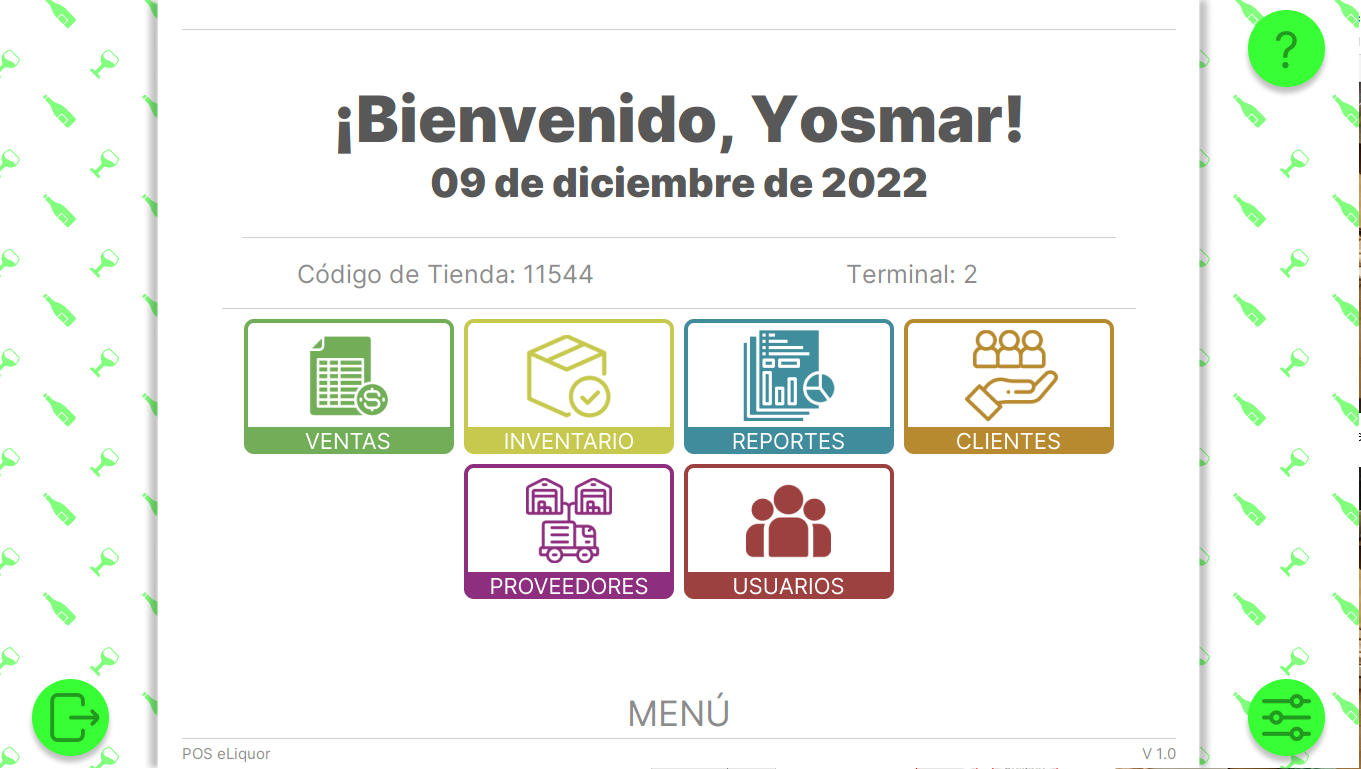 ¡Bienvenido, Yosmar!
09 de diciembre de 2022
Código de Tienda: 11544 Terminal: 2
VENTAS INVENTARIO REPORTES CLIENTES
PROVEEDORES USUARIOS
MENÚ
POS eLiquor V 1.0